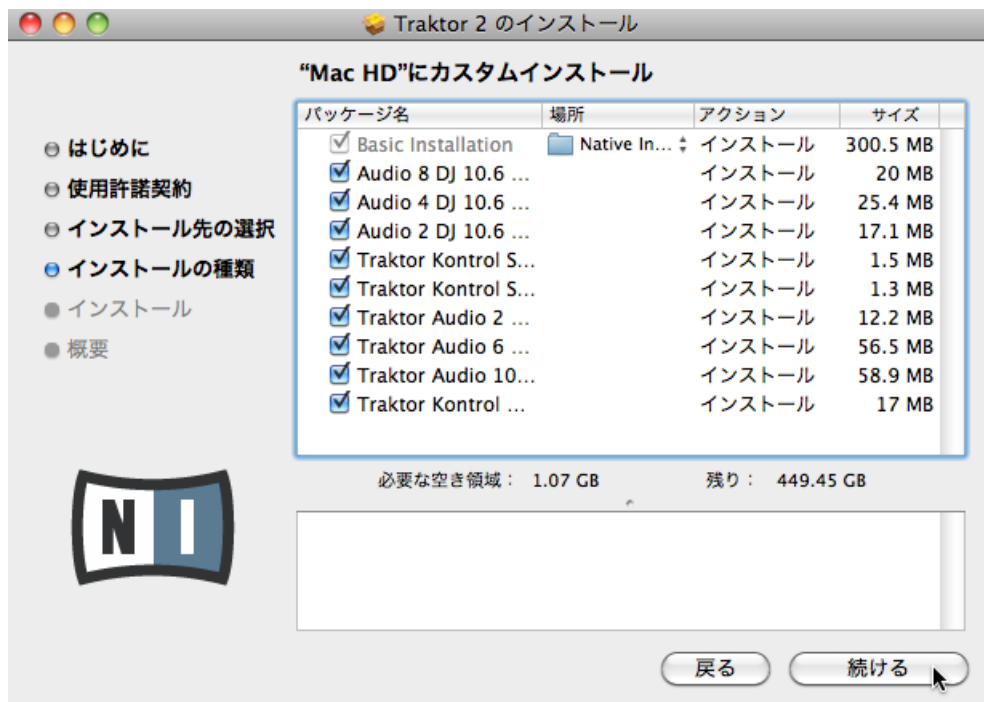 Traktor 2 のインストール
“Mac HD”にカスタムインストール
はじめに
使用許諾契約
インストール先の選択
インストールの種類
インストール
概要
パッケージ名 場所 アクション サイズ
Basic Installation Native In... インストール 300.5 MB
Audio 8 DJ 10.6 ... インストール 20 MB
Audio 4 DJ 10.6 ... インストール 25.4 MB
Audio 2 DJ 10.6 ... インストール 17.1 MB
Traktor Kontrol S... インストール 1.5 MB
Traktor Kontrol S... インストール 1.3 MB
Traktor Audio 2 ... インストール 12.2 MB
Traktor Audio 6 ... インストール 56.5 MB
Traktor Audio 10... インストール 58.9 MB
Traktor Kontrol ... インストール 17 MB
必要な空き領域： 1.07 GB 残り： 449.45 GB
NI
戻る 続ける